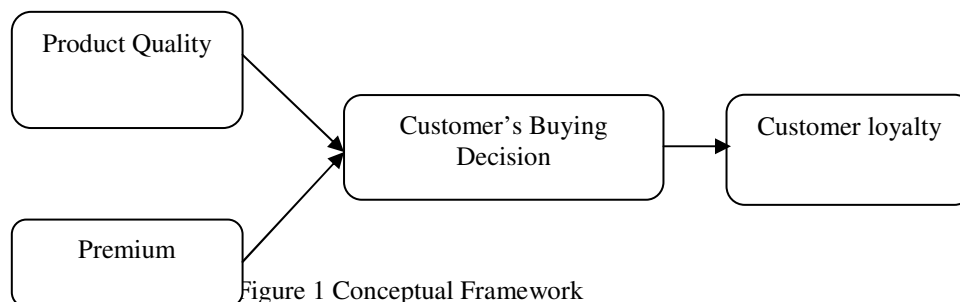 Product Quality
Customer's Buying
Decision
Customer loyalty
Premium
Figure 1 Conceptual Framework